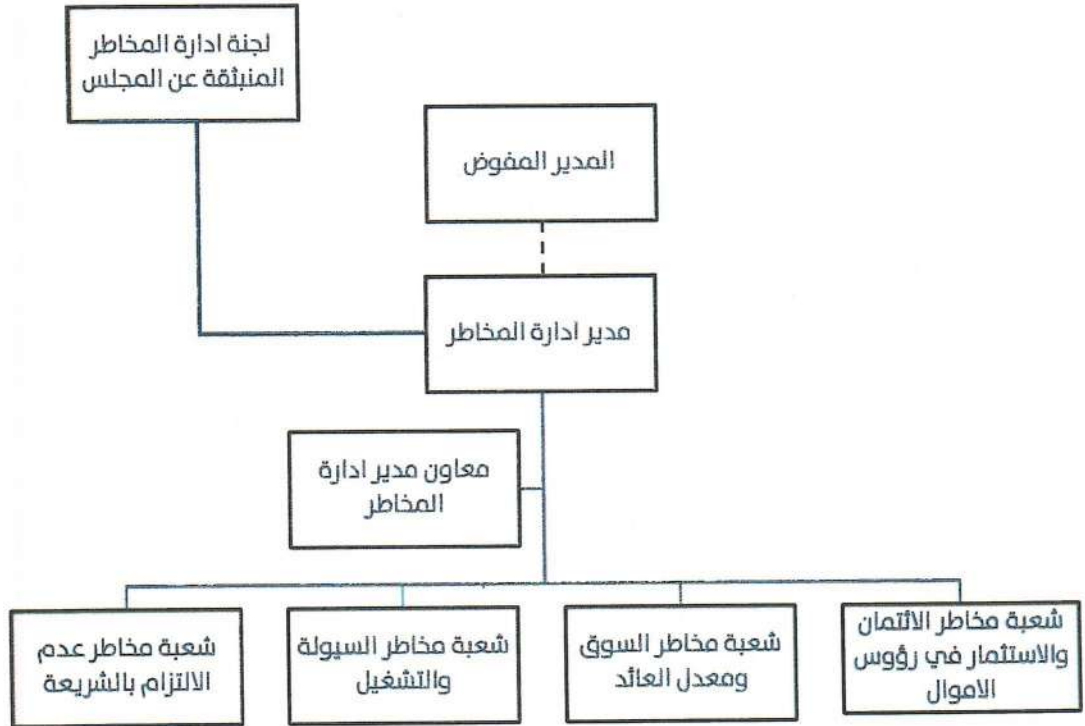 لجنة ادارة المخاطر
المنبثقة عن المجلس
المدير المفوض
مدير ادارة المخاطر
معاون مدير ادارة
المخاطر
شعبة مخاطر الائتمان
والاستثمار في رؤوس
الاموال
شعبة مخاطر السوق
ومعدل العائد
شعبة مخاطر السيولة
والتشغيل
شعبة مخاطر عدم
الالتزام بالشريعة